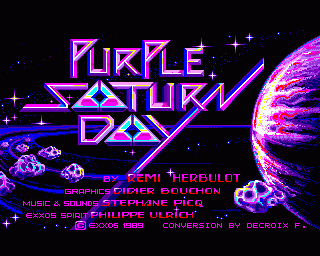 PURPLE
SATURN
DAY
BY REMI HERBULOT
GRAPHICS DIDIER BOUCHON
MUSIC & SOUNDS STEPHANE PICQ
EXXOS SPIRIT PHILIPPE ULRICH
© EXXOS 1989 CONVERSION BY DECROIX F.